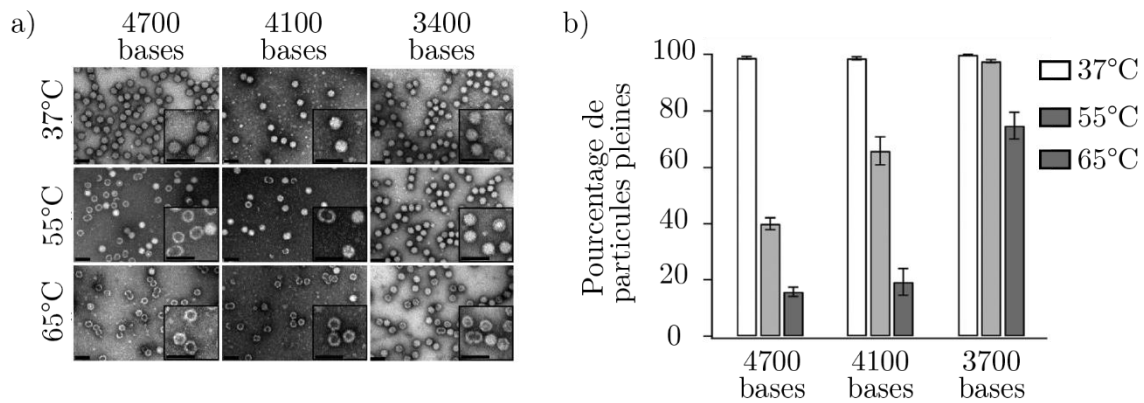 a)
4700
bases
4100
bases
3400
bases
37°C
55°C
65°C
b)
Pourcentage de
particules pleines
100
80
60
40
20
0
4700
bases
4100
bases
3700
bases
37°C
55°C
65°C